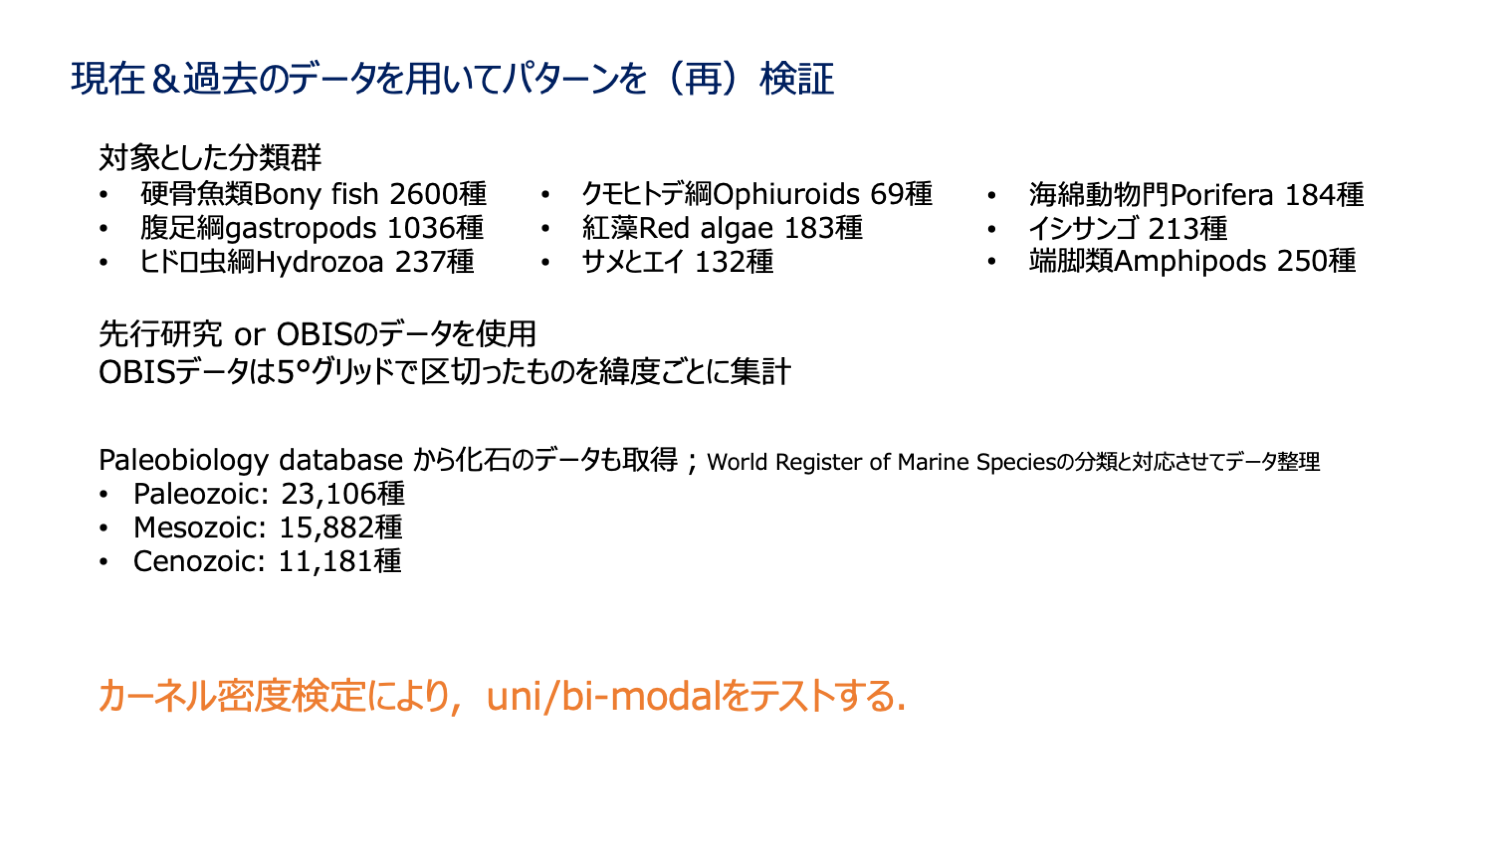 現在＆過去のデータを用いてパターンを（再）検証
対象とした分類群
• 硬骨魚類Bony fish 2600種
• 腹足綱gastropods 1036種
• ヒドロ虫綱Hydrozoa 237種
• クモヒトデ綱Ophiuroids 69種
• 紅藻Red algae 183種
• サメとエイ 132種
• 海綿動物門Porifera 184種
• イシサンゴ 213種
• 端脚類Amphipods 250種
先行研究 or OBISのデータを使用
OBISデータは5°グリッドで区切ったものを緯度ごとに集計
Paleobiology database から化石のデータも取得；World Register of Marine Speciesの分類と対応させてデータ整理
• Paleozoic: 23,106種
• Mesozoic: 15,882種
• Cenozoic: 11,181種
カーネル密度検定により，uni/bi-modalをテストする.